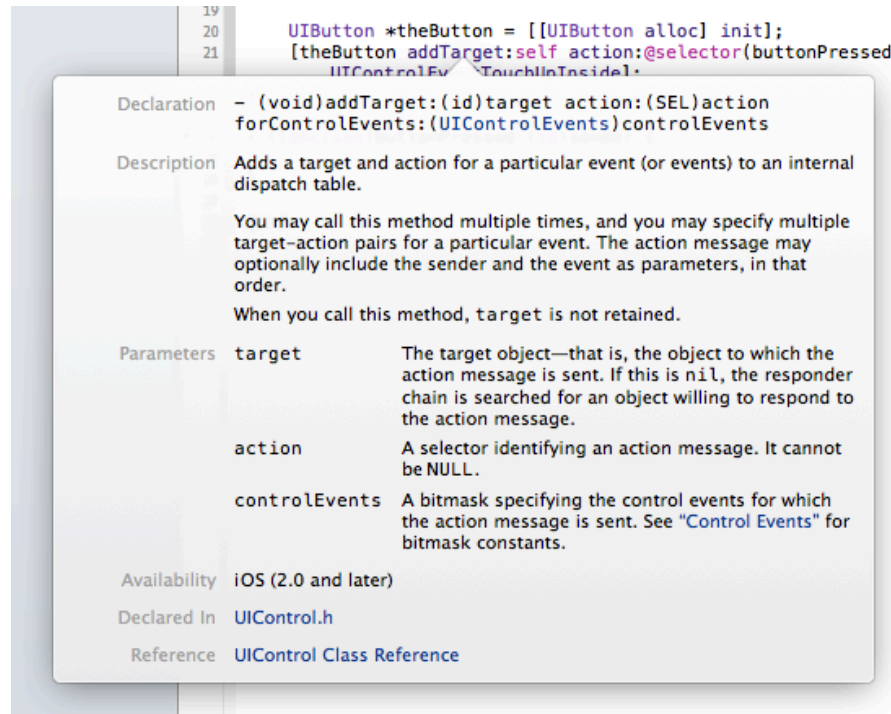 19
20 UIButton *theButton = [[UIButton alloc] init];
21 [theButton addTarget:self action:@selector(buttonPressed
UIControlEv TouchUpInside];
Declaration - (void)addTarget:(id)target action:(SEL)action
forControlEvents:(UIControlEvents)controlEvents
Description Adds a target and action for a particular event (or events) to an internal
dispatch table.
You may call this method multiple times, and you may specify multiple
target-action pairs for a particular event. The action message may
optionally include the sender and the event as parameters, in that
order.
When you call this method, target is not retained.
Parameters target The target object—that is, the object to which the
action message is sent. If this is nil, the responder
chain is searched for an object willing to respond to
the action message.
action A selector identifying an action message. It cannot
be NULL.
controlEvents A bitmask specifying the control events for which
the action message is sent. See "Control Events" for
bitmask constants.
Availability iOS (2.0 and later)
Declared In UIControl.h
Reference UIControl Class Reference